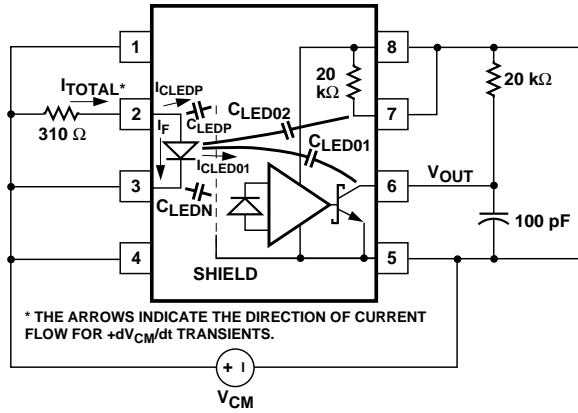 1
8
I_TOTAL*
20 kΩ
I_CLEDP
20
kΩ
C_LED02
2
C_LEDP
7
310 Ω
I_F
C_LED01
I_CLED01
3
6
V_OUT
C_LEDN
100 pF
4
5
SHIELD
* THE ARROWS INDICATE THE DIRECTION OF CURRENT
FLOW FOR +dV_CM/dt TRANSIENTS.
+ –
V_CM